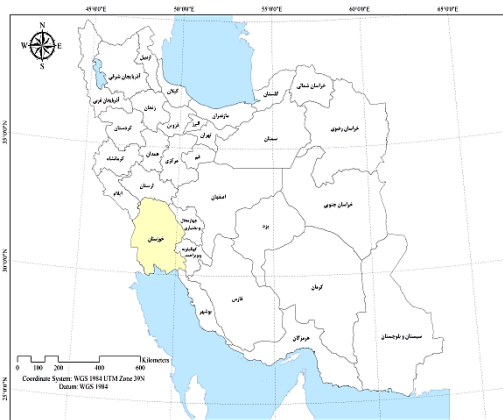 45°0'0"E
50°0'0"E
55°0'0"E
60°0'0"E
65°0'0"E
N
W E
S
35°0'0"N
30°0'0"N
25°0'0"N
اردبیل
آذربایجان شرقی
آذربایجان غربی
گیلان
زنجان
کردستان
قزوین
البرز
مازندران
تهران
گلستان
خراسان شمالی
خراسان رضوی
سمنان
کرمانشاه
همدان
مرکزی
قم
لرستان
ایلام
اصفهان
خراسان جنوبی
چهارمحال
و بختیاری
یزد
خوزستان
کهگیلویه
و بویراحمد
کرمان
فارس
بوشهر
هرمزگان
سیستان و بلوچستان
Kilometers
0 100 200 400 600
Coordinate System: WGS 1984 UTM Zone 39N
Datum: WGS 1984